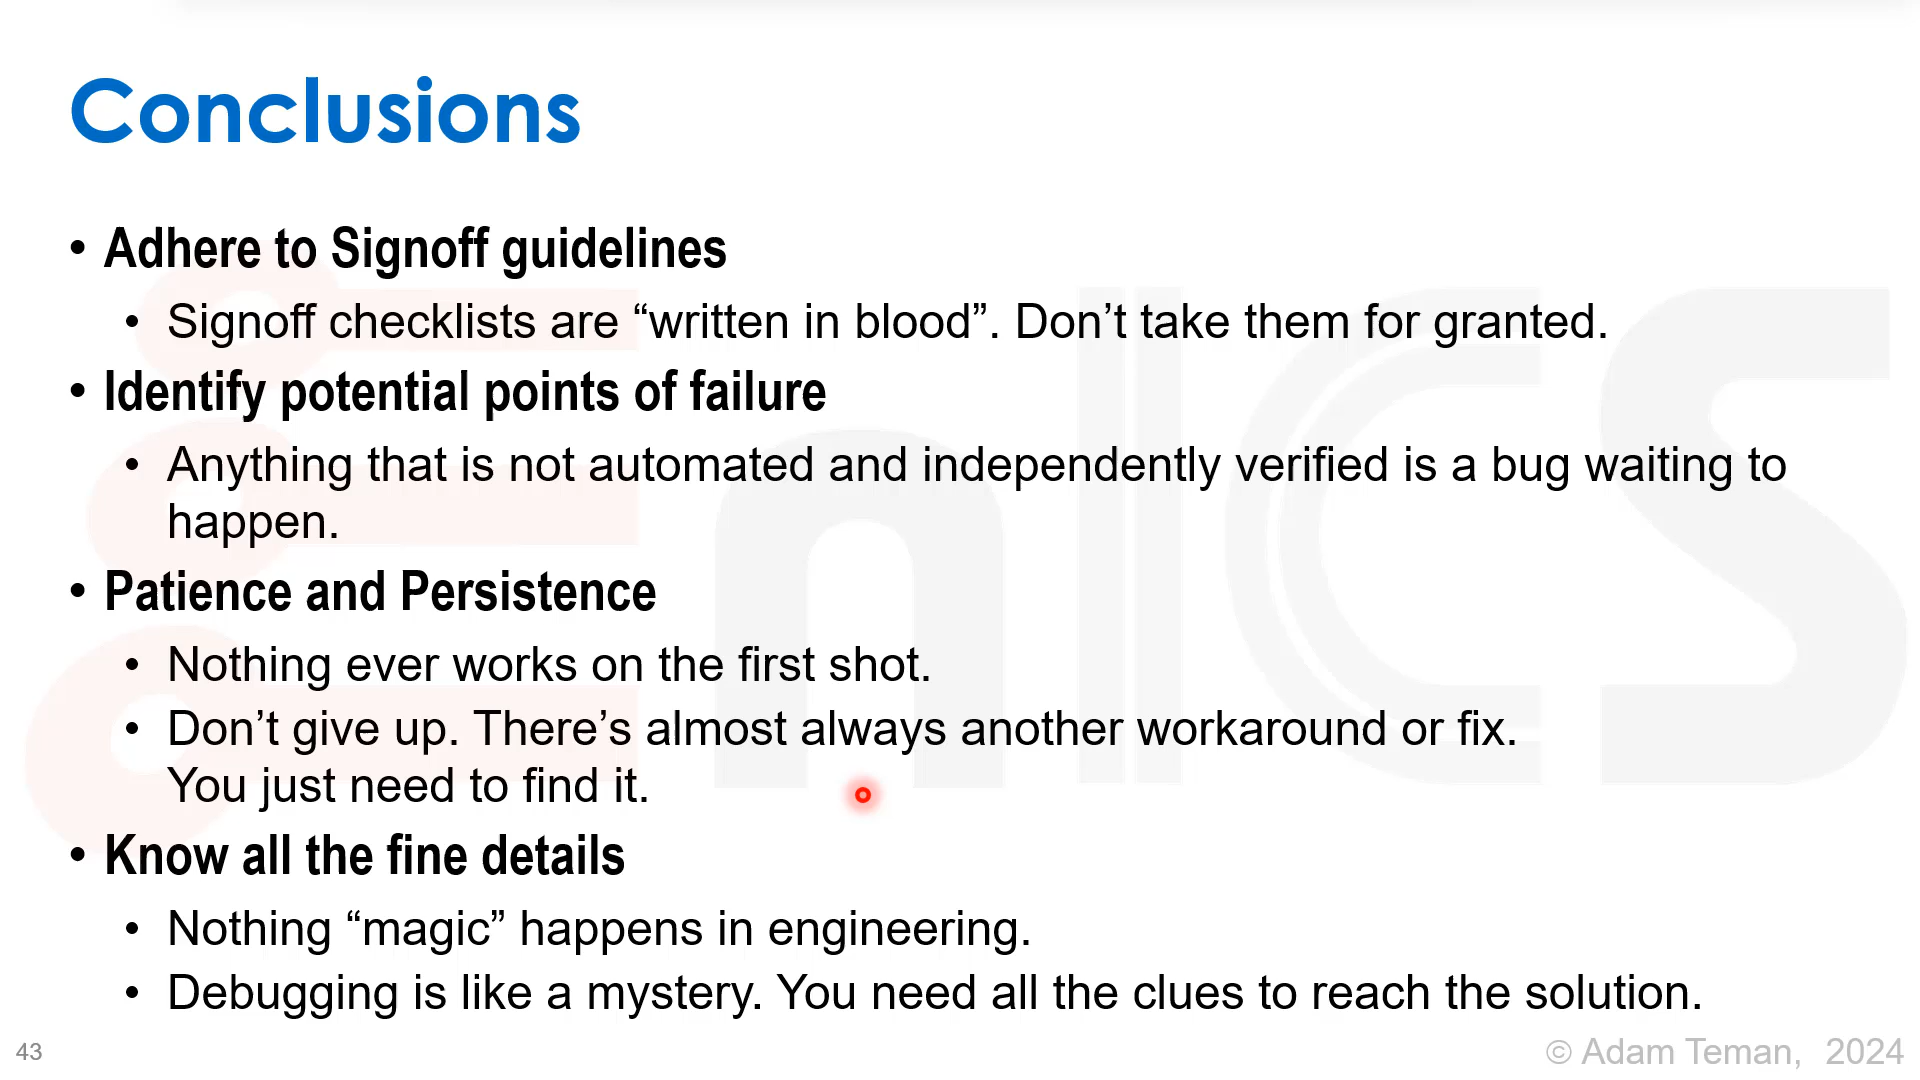 Conclusions
• Adhere to Signoff guidelines
• Signoff checklists are “written in blood”. Don’t take them for granted.
• Identify potential points of failure
• Anything that is not automated and independently verified is a bug waiting to
happen.
• Patience and Persistence
• Nothing ever works on the first shot.
• Don’t give up. There’s almost always another workaround or fix.
You just need to find it.
• Know all the fine details
• Nothing “magic” happens in engineering.
• Debugging is like a mystery. You need all the clues to reach the solution.
EnICS
43
© Adam Teman, 2024